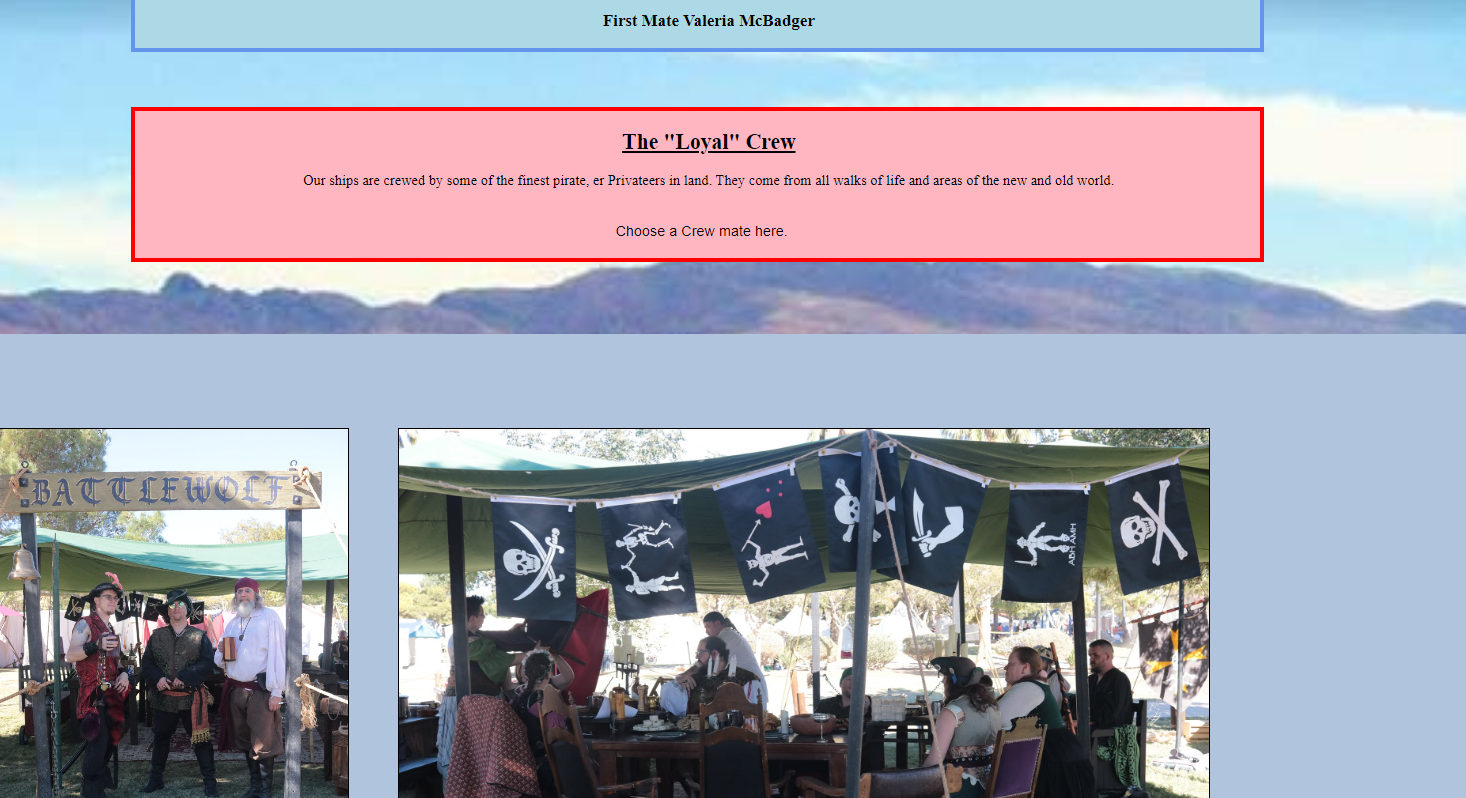 First Mate Valeria McBadger
The "Loyal" Crew
Our ships are crewed by some of the finest pirate, er Privateers in land. They come from all walks of life and areas of the new and old world.
Choose a Crew mate here.
BATTLEWOLF
ABH AMH